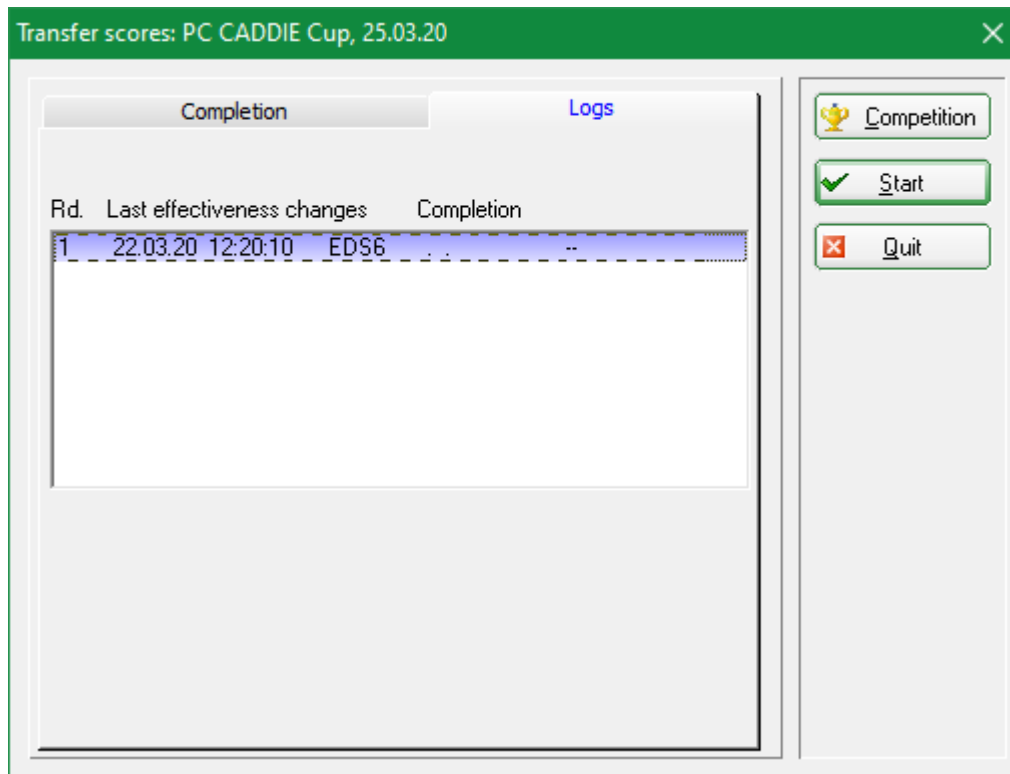 Transfer scores: PC CADDIE Cup, 25.03.20
Completion Logs
Rd. Last effectiveness changes Completion
1 22.03.20 12:20:10 EDS6 . . --
Competition
Start
Quit